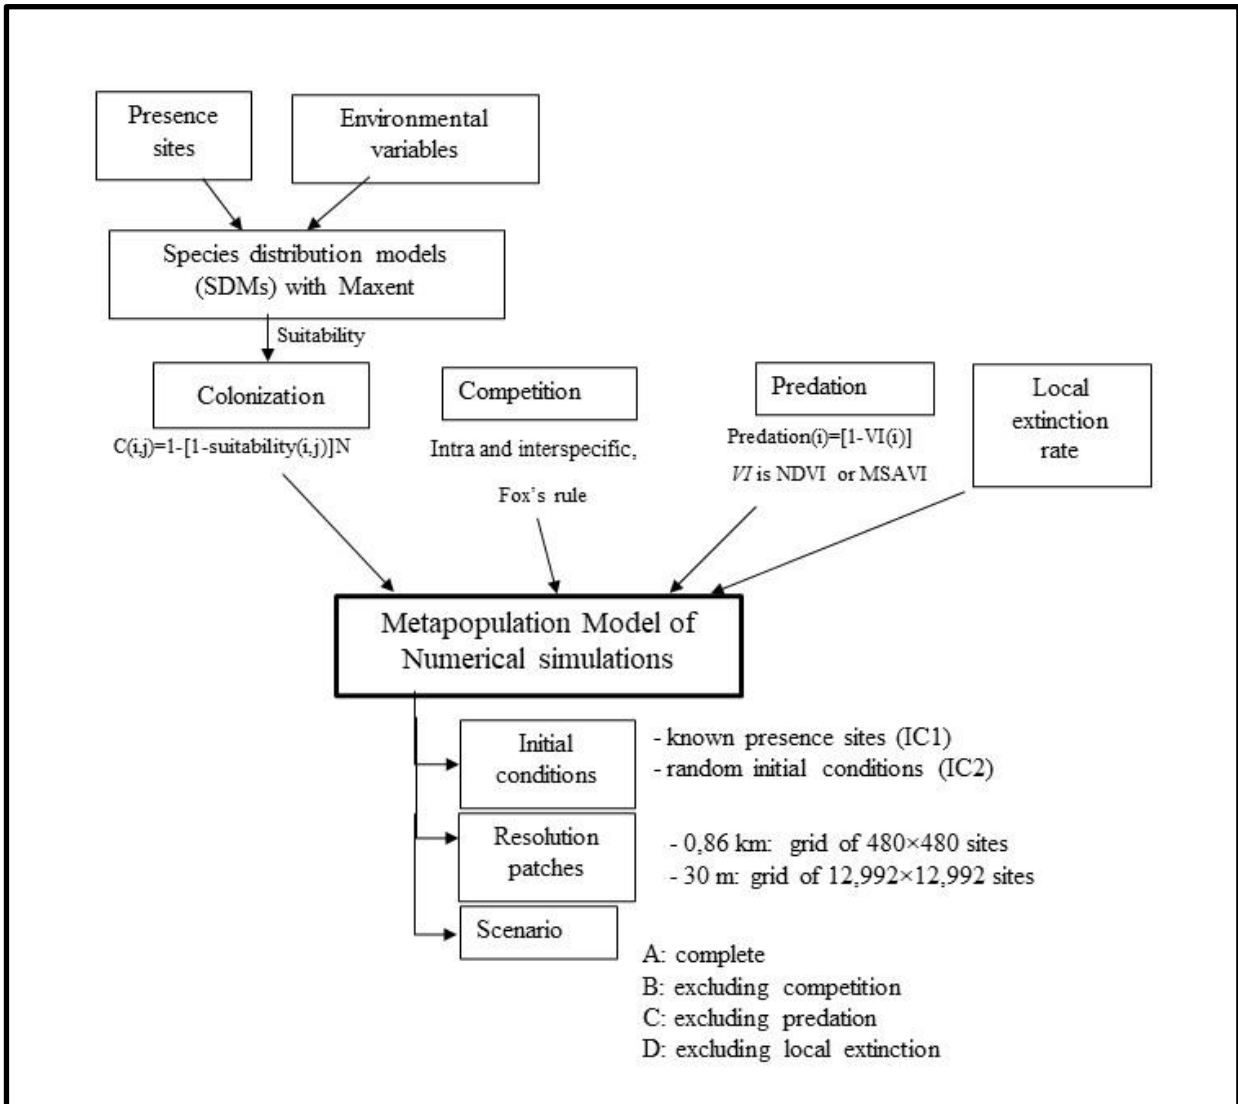 Presence
sites
Environmental
variables
Species distribution models
(SDMs) with Maxent
Suitability
Colonization
C(i,j)=1-[1-suitability(i,j)]N
Competition
Intra and interspecific,
Fox's rule
Predation
Predation(i)=[1-VI(i)]
VI is NDVI or MSAVI
Local
extinction
rate
Metapopulation Model of
Numerical simulations
Initial
conditions
- known presence sites (IC1)
- random initial conditions (IC2)
Resolution
patches
- 0,86 km: grid of 480×480 sites
- 30 m: grid of 12,992×12,992 sites
Scenario
A: complete
B: excluding competition
C: excluding predation
D: excluding local extinction